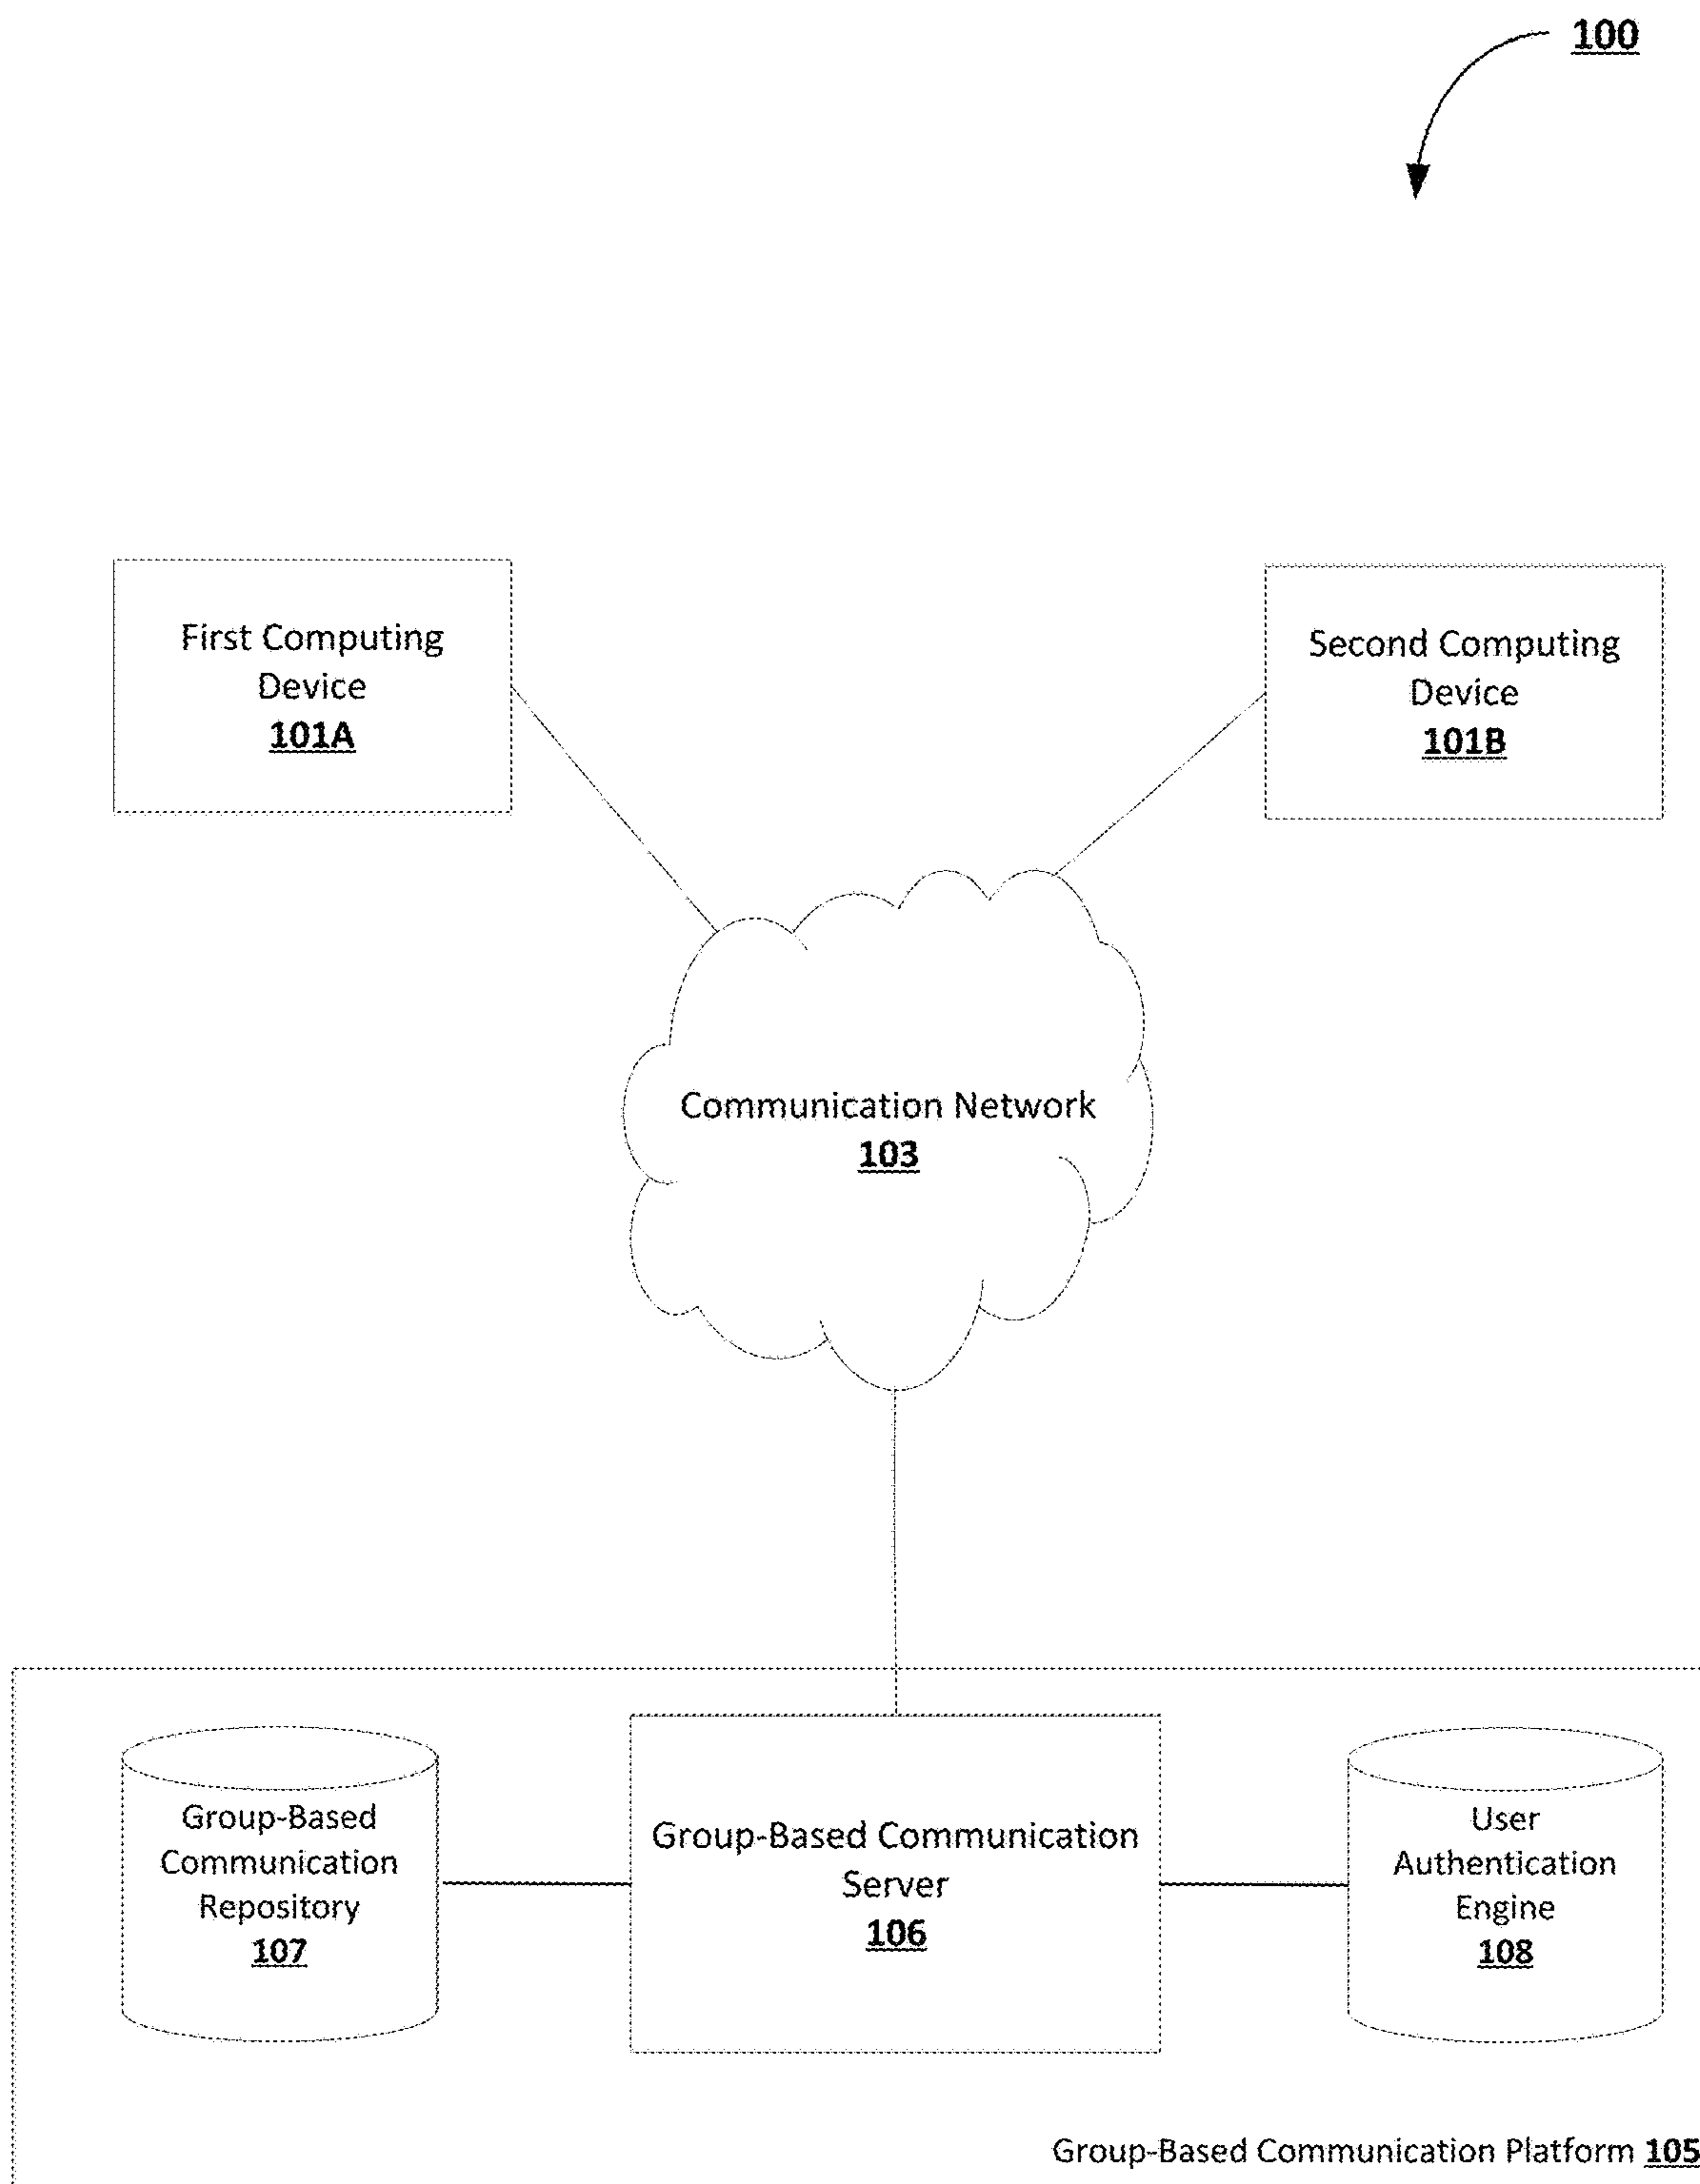 100
First Computing
Device
101A
Second Computing
Device
101B
Communication Network
103
Group-Based
Communication
Repository
107
Group-Based Communication
Server
106
User
Authentication
Engine
108
Group-Based Communication Platform 105